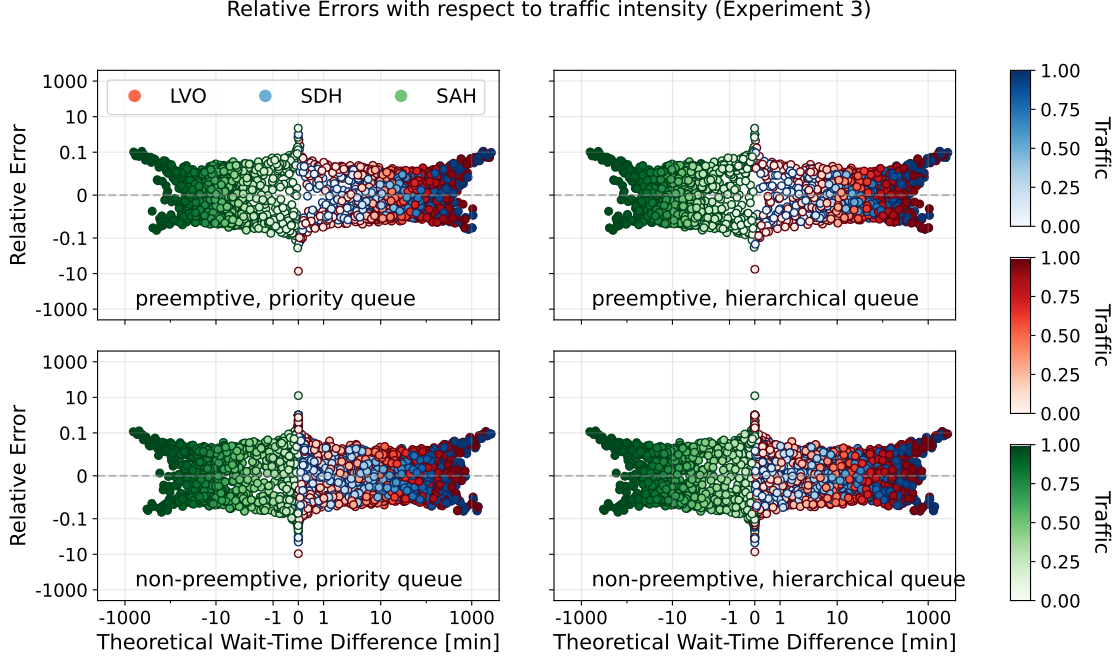 Relative Errors with respect to traffic intensity (Experiment 3)
Relative Error
1000
10
0.1
0
-0.1
-10
-1000
LVO SDH SAH
preemptive, priority queue
preemptive, hierarchical queue
Relative Error
1000
10
0.1
0
-0.1
-10
-1000
non-preemptive, priority queue
non-preemptive, hierarchical queue
-1000 -10 -1 0 1 10 1000
-1000 -10 -1 0 1 10 1000
Theoretical Wait-Time Difference [min]
Theoretical Wait-Time Difference [min]
1.00
0.75
0.50
0.25
0.00
Traffic
1.00
0.75
0.50
0.25
0.00
Traffic
1.00
0.75
0.50
0.25
0.00
Traffic